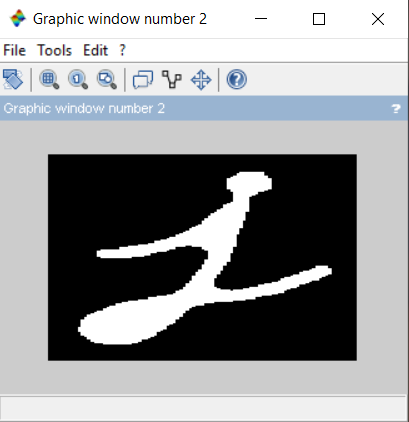 Graphic window number 2
File Tools Edit ?
Graphic window number 2 ?